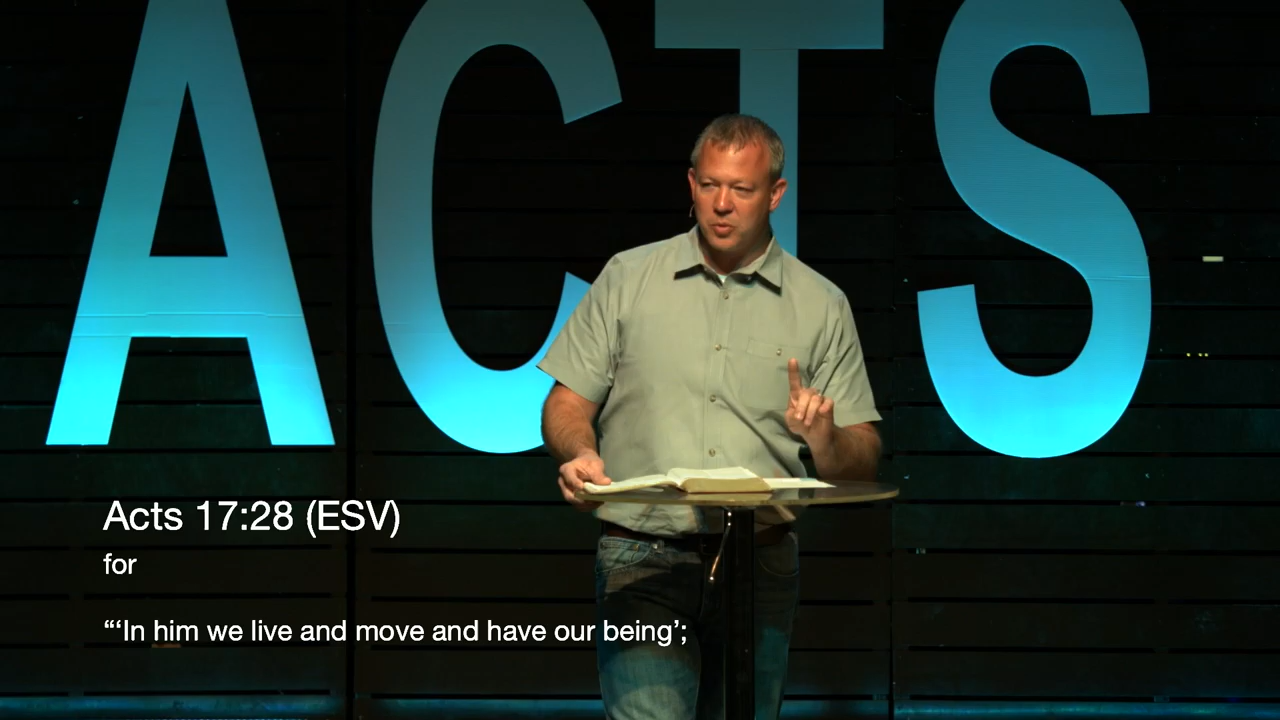 ACTS
Acts 17:28 (ESV)
for
“‘In him we live and move and have our being’;